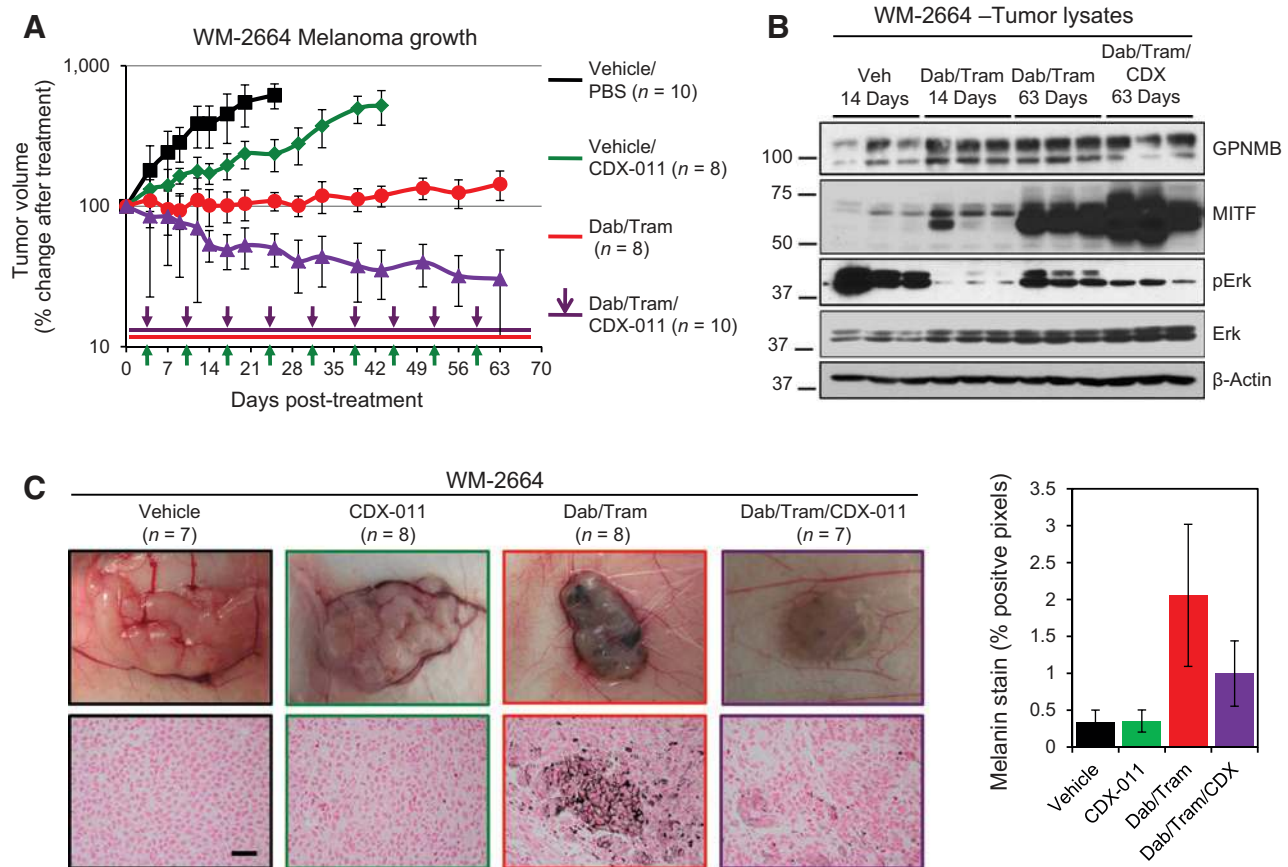 A
WM-2664 Melanoma growth
Tumor volume
(% change after treatment)
1,000
100
10
0 7 14 21 28 35 42 49 56 63 70
Days post-treatment
Vehicle/
PBS (n = 10)
Vehicle/
CDX-011 (n = 8)
Dab/Tram
(n = 8)
Dab/Tram/
CDX-011 (n = 10)
B
WM-2664 –Tumor lysates
Veh
14 Days
Dab/Tram
14 Days
Dab/Tram
63 Days
Dab/Tram/
CDX
63 Days
100
GPNMB
75
MITF
50
pErk
37
Erk
37
37
β-Actin
C
WM-2664
Vehicle
(n = 7)
CDX-011
(n = 8)
Dab/Tram
(n = 8)
Dab/Tram/CDX-011
(n = 7)
Melanin stain (% positve pixels)
3.5
3
2.5
2
1.5
1
0.5
0
Vehicle
CDX-011
Dab/Tram
Dab/Tram/CDX